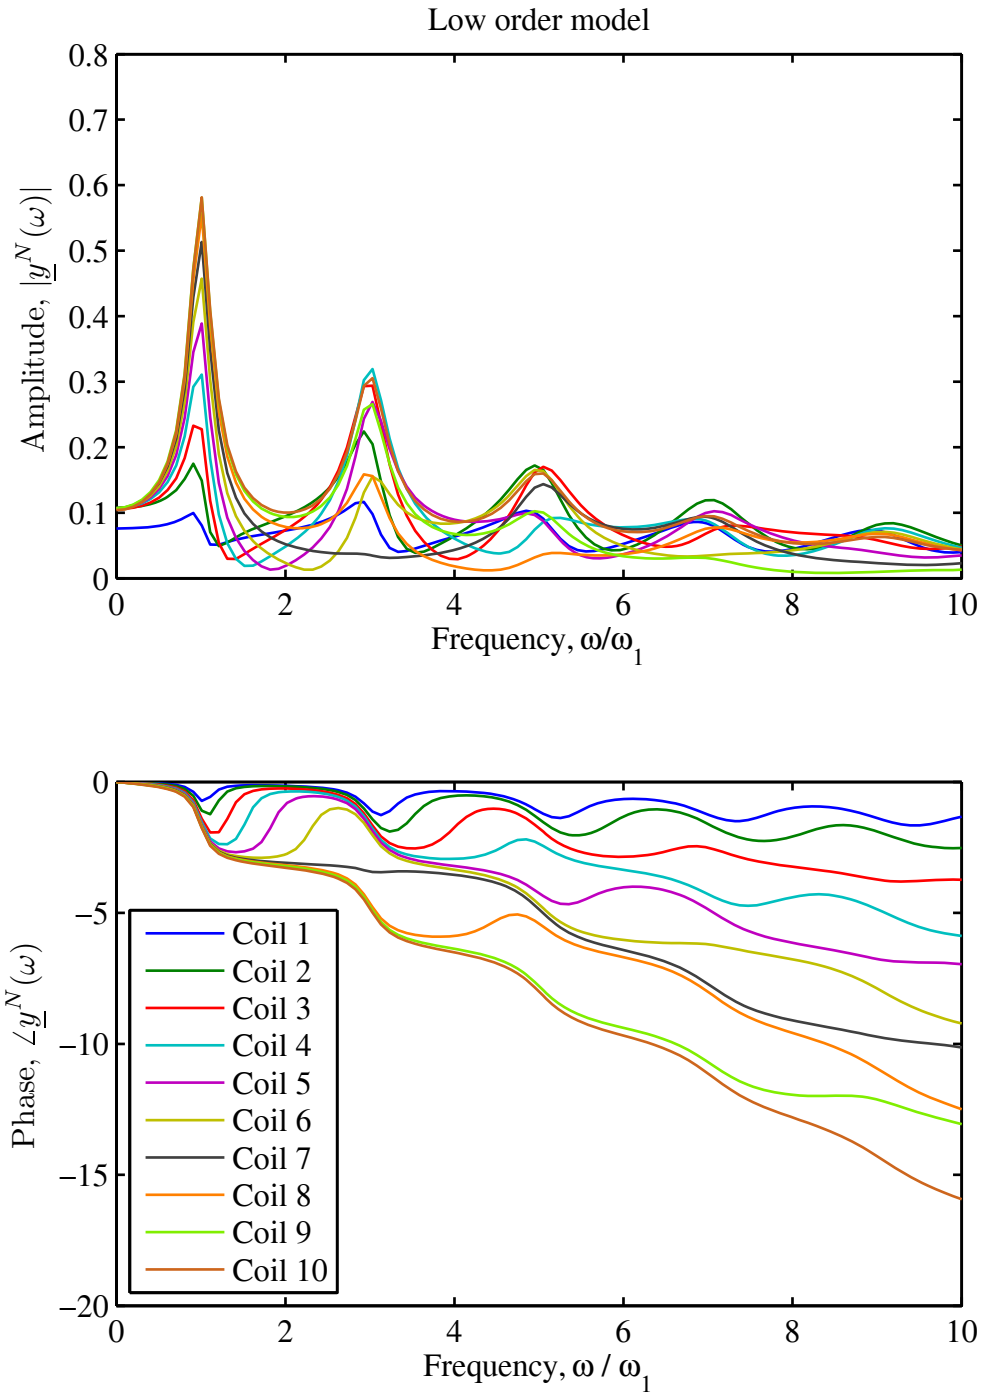 Low order model
Amplitude, |y^N(ω)|
0.8
0.7
0.6
0.5
0.4
0.3
0.2
0.1
0
0 2 4 6 8 10
Frequency, ω/ω_1
Phase, ∠y^N(ω)
0
−5
−10
−15
−20
Coil 1
Coil 2
Coil 3
Coil 4
Coil 5
Coil 6
Coil 7
Coil 8
Coil 9
Coil 10
0 2 4 6 8 10
Frequency, ω / ω_1